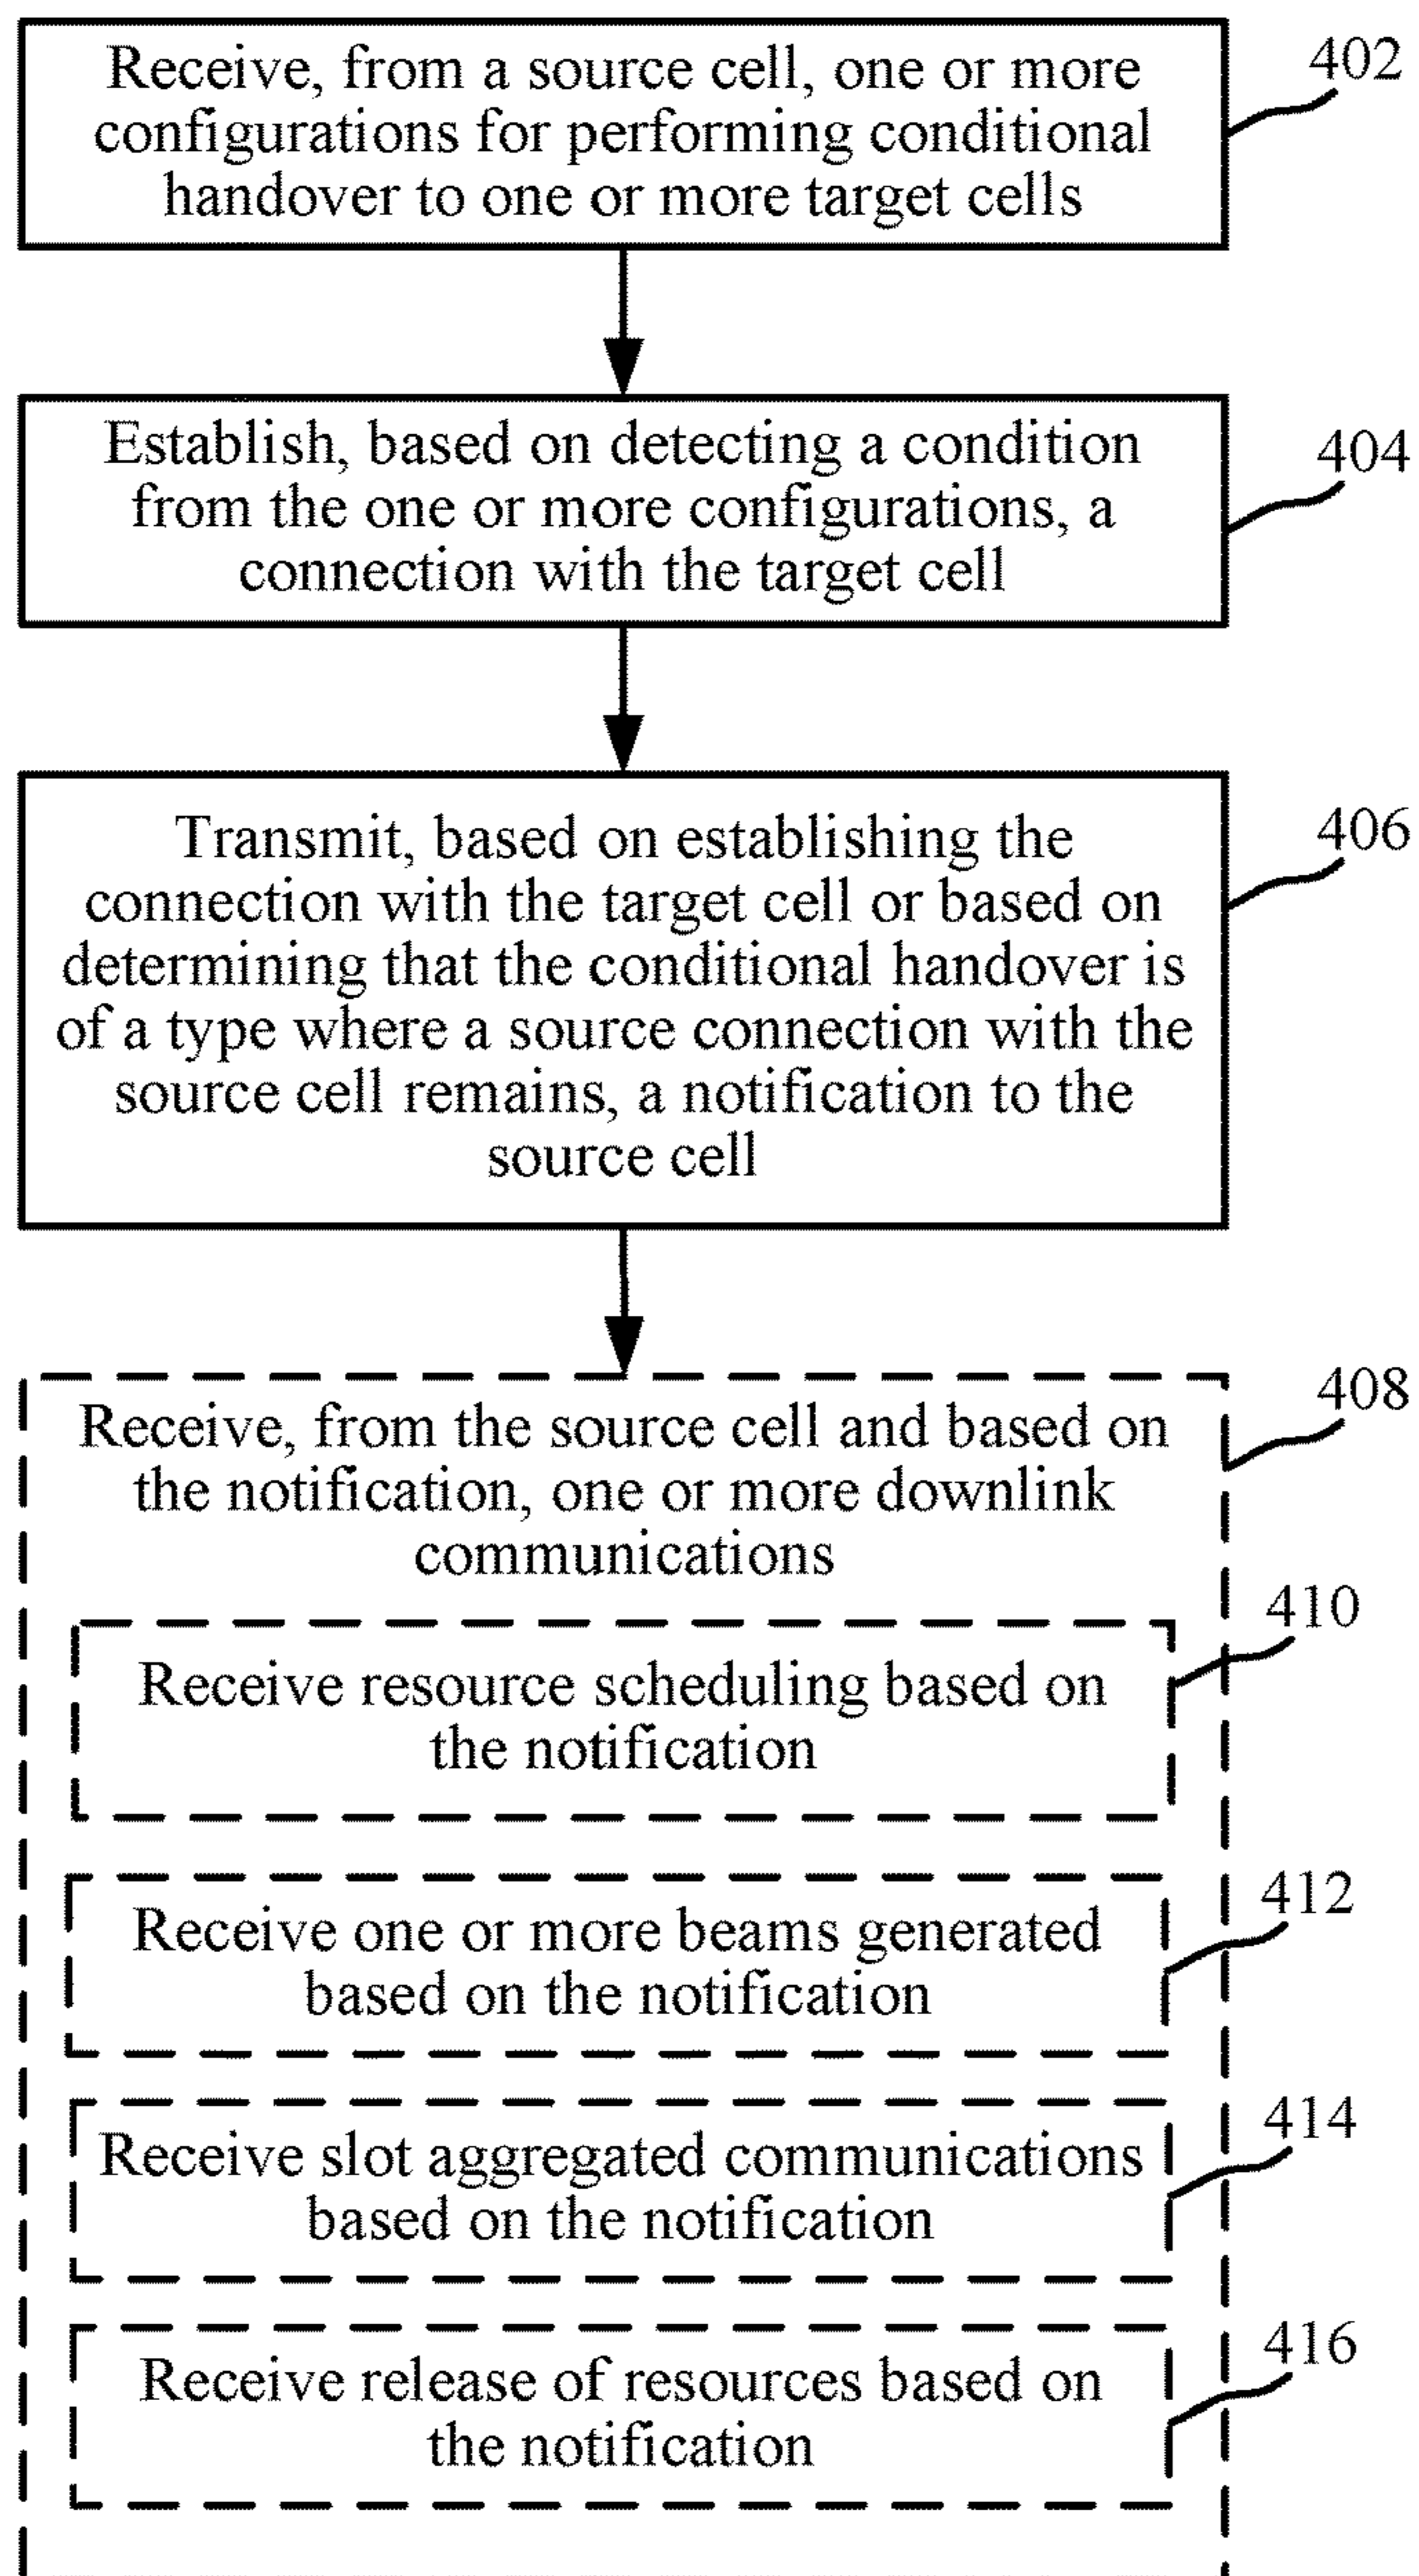 Receive, from a source cell, one or more
configurations for performing conditional
handover to one or more target cells
402
Establish, based on detecting a condition
from the one or more configurations, a
connection with the target cell
404
Transmit, based on establishing the
connection with the target cell or based on
determining that the conditional handover is
of a type where a source connection with the
source cell remains, a notification to the
source cell
406
Receive, from the source cell and based on
the notification, one or more downlink
communications
408
Receive resource scheduling based on
the notification
410
Receive one or more beams generated
based on the notification
412
Receive slot aggregated communications
based on the notification
414
Receive release of resources based on
the notification
416